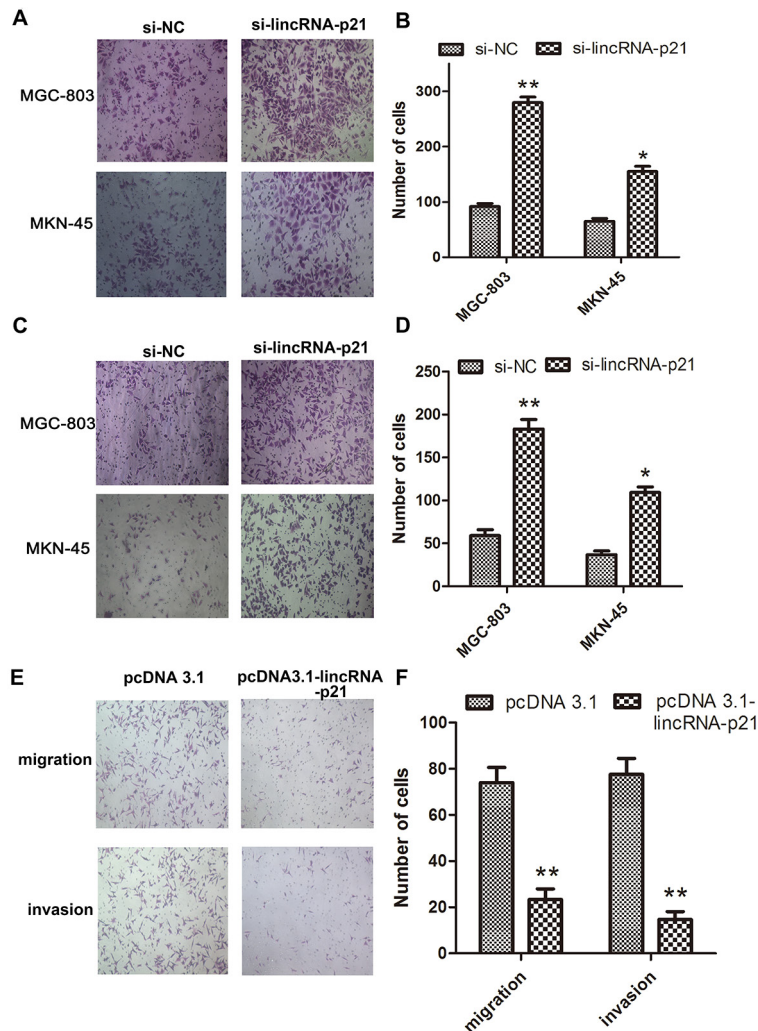 A
si-NC
si-lincRNA-p21
MGC-803
MKN-45
B
si-NC
si-lincRNA-p21
Number of cells
300
200
100
0
**
*
MGC-803
MKN-45
C
si-NC
si-lincRNA-p21
MGC-803
MKN-45
D
si-NC
si-lincRNA-p21
Number of cells
250
200
150
100
50
0
**
*
MGC-803
MKN-45
E
pcDNA 3.1
pcDNA3.1-lincRNA
-p21
migration
invasion
F
pcDNA 3.1
pcDNA 3.1-
lincRNA-p21
Number of cells
100
80
60
40
20
0
**
**
migration
invasion